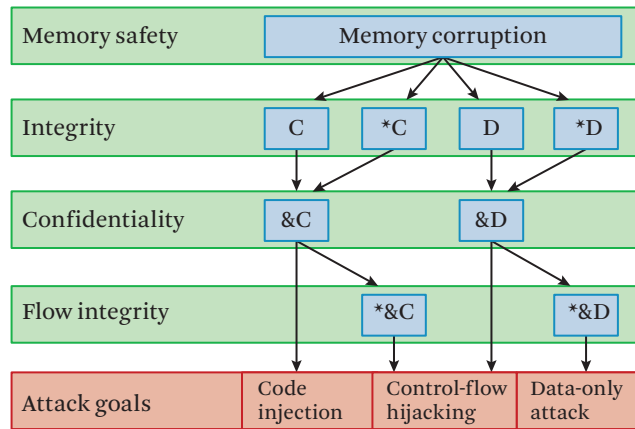 Memory safety
Memory corruption
Integrity
C
*C
D
*D
Confidentiality
&C
&D
Flow integrity
*&C
*&D
Attack goals
Code
injection
Control-flow
hijacking
Data-only
attack